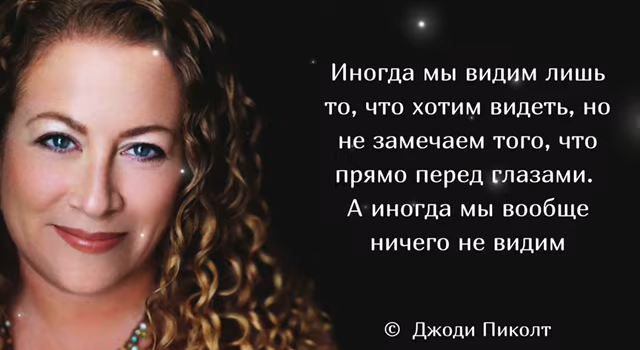 Иногда мы видим лишь
то, что хотим видеть, но
не замечаем того, что
прямо перед глазами.
А иногда мы вообще
ничего не видим
© Джоди Пиколт